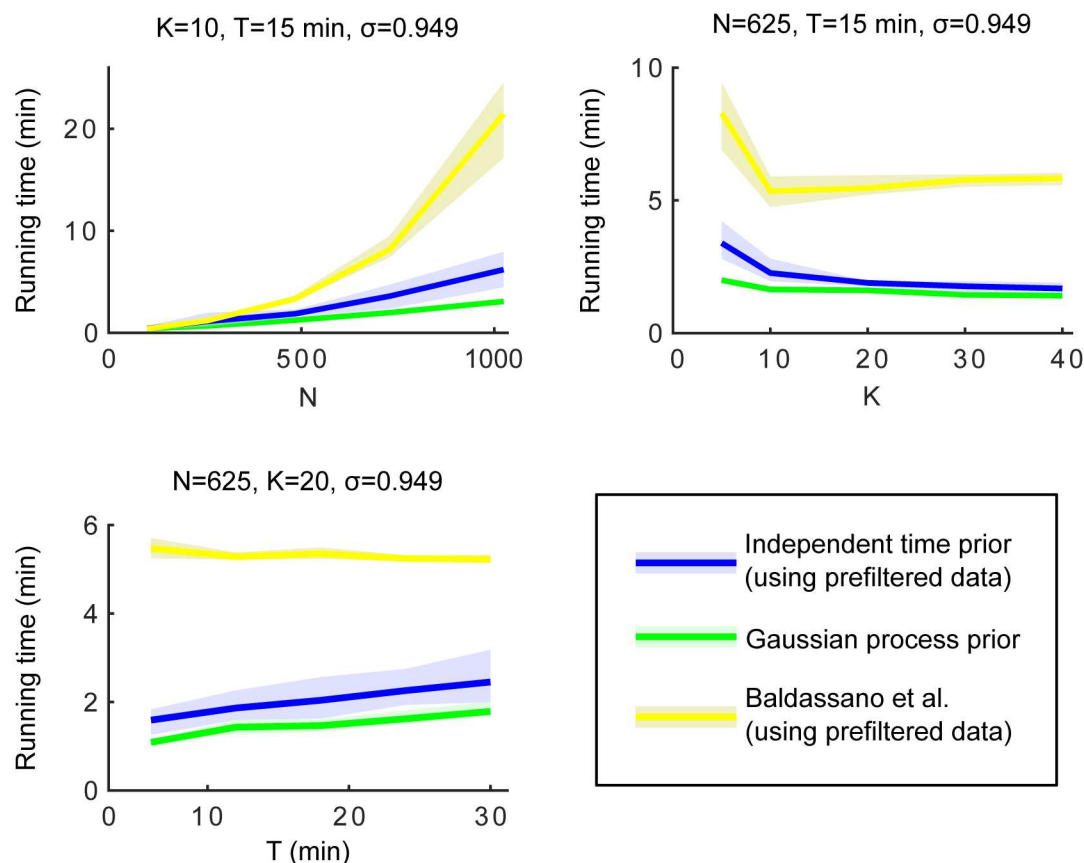 K=10, T=15 min, σ=0.949
Running time (min)
20
10
0
0
500
1000
N
N=625, T=15 min, σ=0.949
Running time (min)
10
5
0
0
10
20
30
40
K
N=625, K=20, σ=0.949
Running time (min)
6
4
2
0
0
10
20
30
T (min)
Independent time prior
(using prefiltered data)
Gaussian process prior
Baldassano et al.
(using prefiltered data)